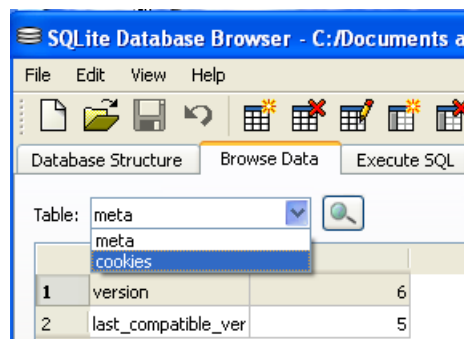 SQLite Database Browser - C:/Documents a
File Edit View Help
Database Structure Browse Data Execute SQL
Table: meta
meta
cookies
1 version 6
2 last_compatible_ver 5